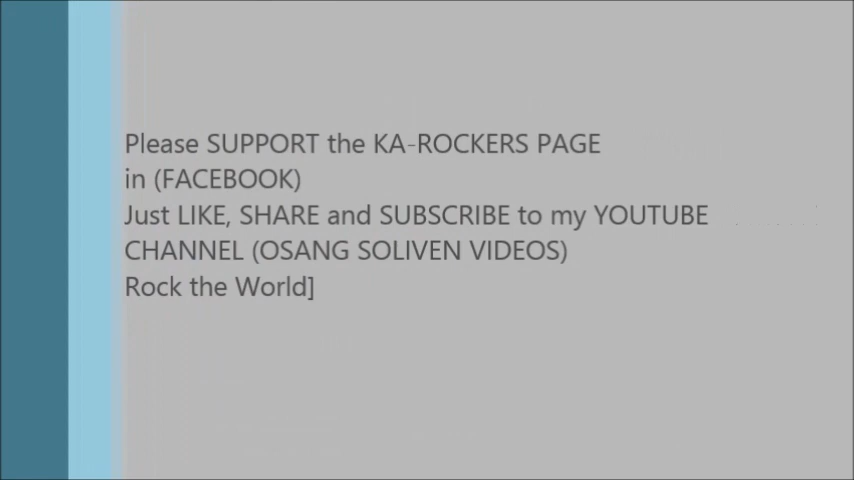 Please SUPPORT the KA-ROCKERS PAGE
in (FACEBOOK)
Just LIKE, SHARE and SUBSCRIBE to my YOUTUBE
CHANNEL (OSANG SOLIVEN VIDEOS)
Rock the World]